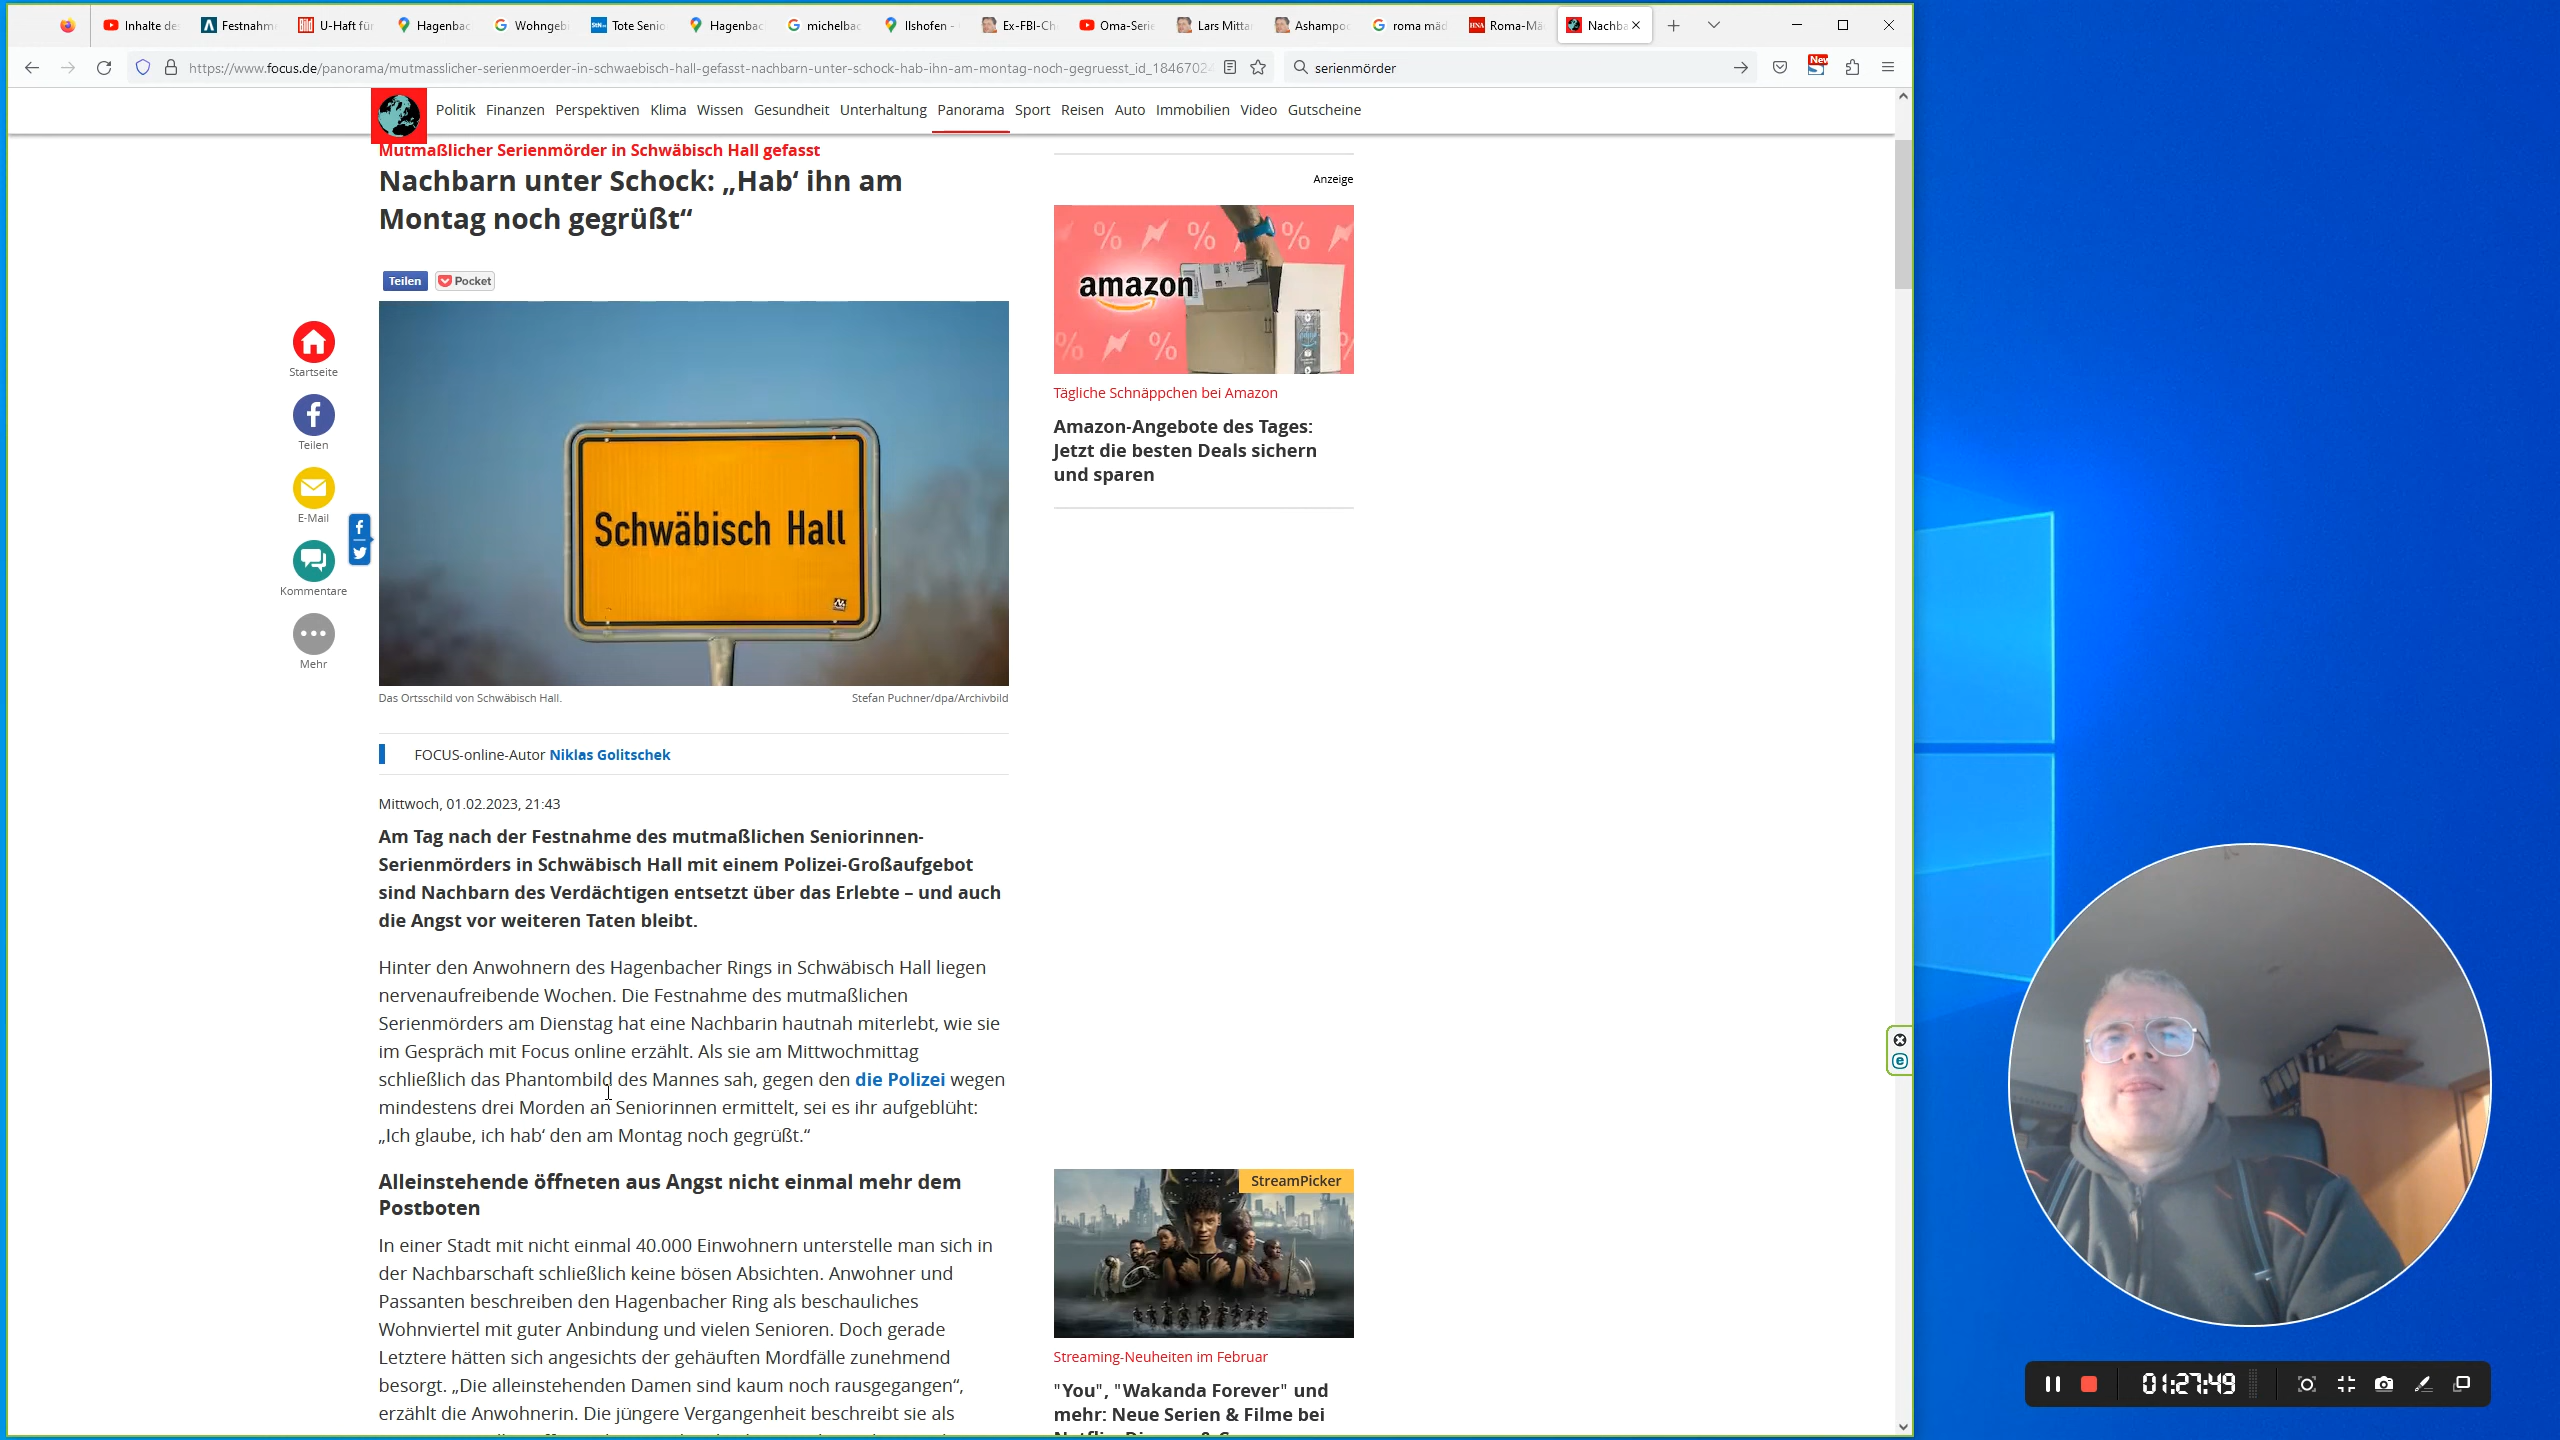 Inhalte de
Festnahm
U-Haft für
Hagenbac
Wohngeb
Tote Senio
Hagenbac
michelbac
Ilshofen -
Ex-FBI-Ch
Oma-Serie
Lars Mitta
Ashampoo
roma mäd
Roma-Mä
Nachba
https://www.focus.de/panorama/mutmasslicher-serienmoerder-in-schwaebisch-hall-gefasst-nachbarn-unter-schock-hab-ihn-am-montag-noch-gegruesst_id_18467024
serienmörder
New
Politik Finanzen Perspektiven Klima Wissen Gesundheit Unterhaltung Panorama Sport Reisen Auto Immobilien Video Gutscheine
Mutmaßlicher Serienmörder in Schwäbisch Hall gefasst
Nachbarn unter Schock: „Hab‘ ihn am
Montag noch gegrüßt“
Teilen
Pocket
Startseite
Teilen
E-Mail
Kommentare
Mehr
Schwäbisch Hall
Das Ortsschild von Schwäbisch Hall.
Stefan Puchner/dpa/Archivbild
FOCUS-online-Autor Niklas Golitschek
Mittwoch, 01.02.2023, 21:43
Am Tag nach der Festnahme des mutmaßlichen Seniorinnen-
Serienmörders in Schwäbisch Hall mit einem Polizei-Großaufgebot
sind Nachbarn des Verdächtigen entsetzt über das Erlebte – und auch
die Angst vor weiteren Taten bleibt.
Hinter den Anwohnern des Hagenbacher Rings in Schwäbisch Hall liegen
nervenaufreibende Wochen. Die Festnahme des mutmaßlichen
Serienmörders am Dienstag hat eine Nachbarin hautnah miterlebt, wie sie
im Gespräch mit Focus online erzählt. Als sie am Mittwochmittag
schließlich das Phantombild des Mannes sah, gegen den die Polizei wegen
mindestens drei Morden an Seniorinnen ermittelt, sei es ihr aufgeblüht:
„Ich glaube, ich hab‘ den am Montag noch gegrüßt.“
Alleinstehende öffneten aus Angst nicht einmal mehr dem
Postboten
In einer Stadt mit nicht einmal 40.000 Einwohnern unterstelle man sich in
der Nachbarschaft schließlich keine bösen Absichten. Anwohner und
Passanten beschreiben den Hagenbacher Ring als beschauliches
Wohnviertel mit guter Anbindung und vielen Senioren. Doch gerade
Letztere hätten sich angesichts der gehäuften Mordfälle zunehmend
besorgt. „Die alleinstehenden Damen sind kaum noch rausgegangen“,
erzählt die Anwohnerin. Die jüngere Vergangenheit beschreibt sie als
Anzeige
amazon
Tägliche Schnäppchen bei Amazon
Amazon-Angebote des Tages:
Jetzt die besten Deals sichern
und sparen
StreamPicker
Streaming-Neuheiten im Februar
"You", "Wakanda Forever" und
mehr: Neue Serien & Filme bei
01:27:49